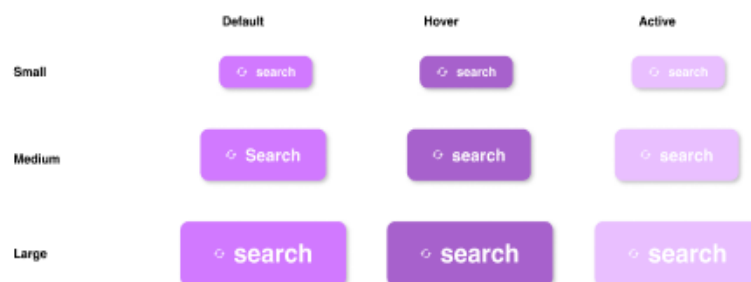 Default Hover Active
Small search search search
Medium Search search search
Large search search search